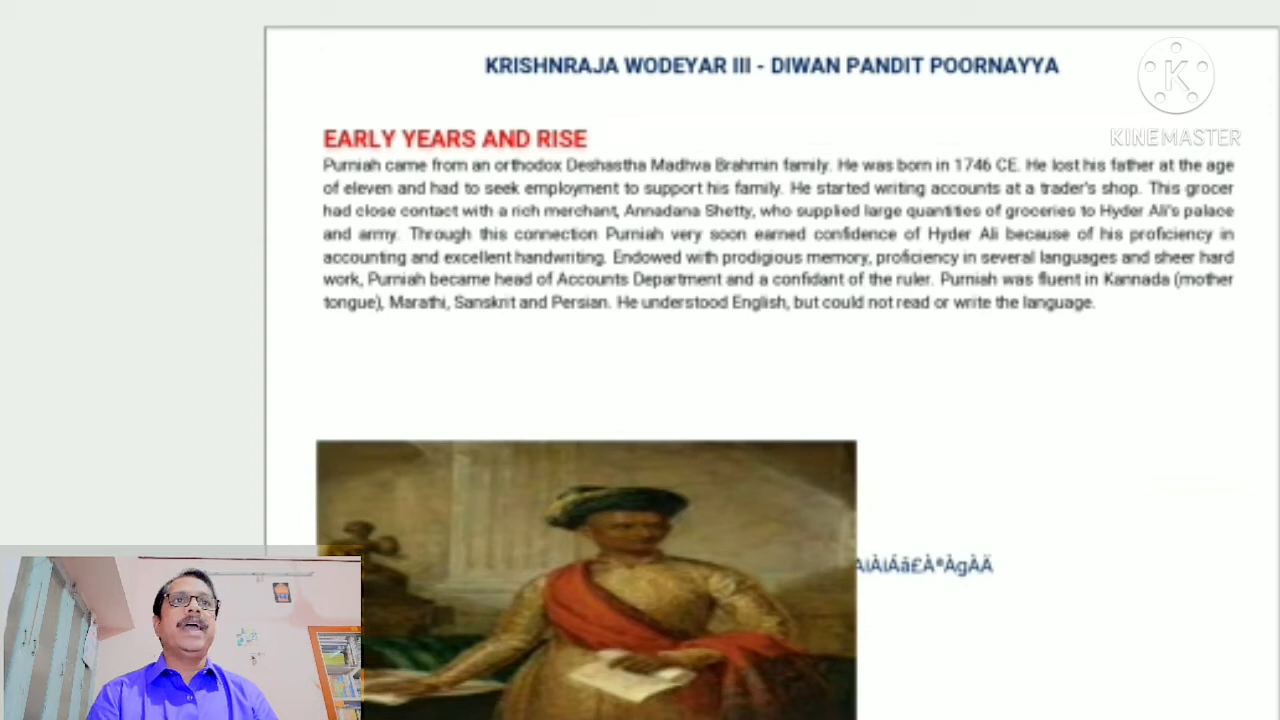 KRISHNRAJA WODEYAR III - DIWAN PANDIT POORNAYYA
K
KINEMASTER
EARLY YEARS AND RISE
Purniah came from an orthodox Deshastha Madhva Brahmin family. He was born in 1746 CE. He lost his father at the age
of eleven and had to seek employment to support his family. He started writing accounts at a trader's shop. This grocer
had close contact with a rich merchant, Annadana Shetty, who supplied large quantities of groceries to Hyder Ali's palace
and army. Through this connection Purniah very soon earned confidence of Hyder Ali because of his proficiency in
accounting and excellent handwriting. Endowed with prodigious memory, proficiency in several languages and sheer hard
work, Purniah became head of Accounts Department and a confidant of the ruler. Purniah was fluent in Kannada (mother
tongue), Marathi, Sanskrit and Persian. He understood English, but could not read or write the language.